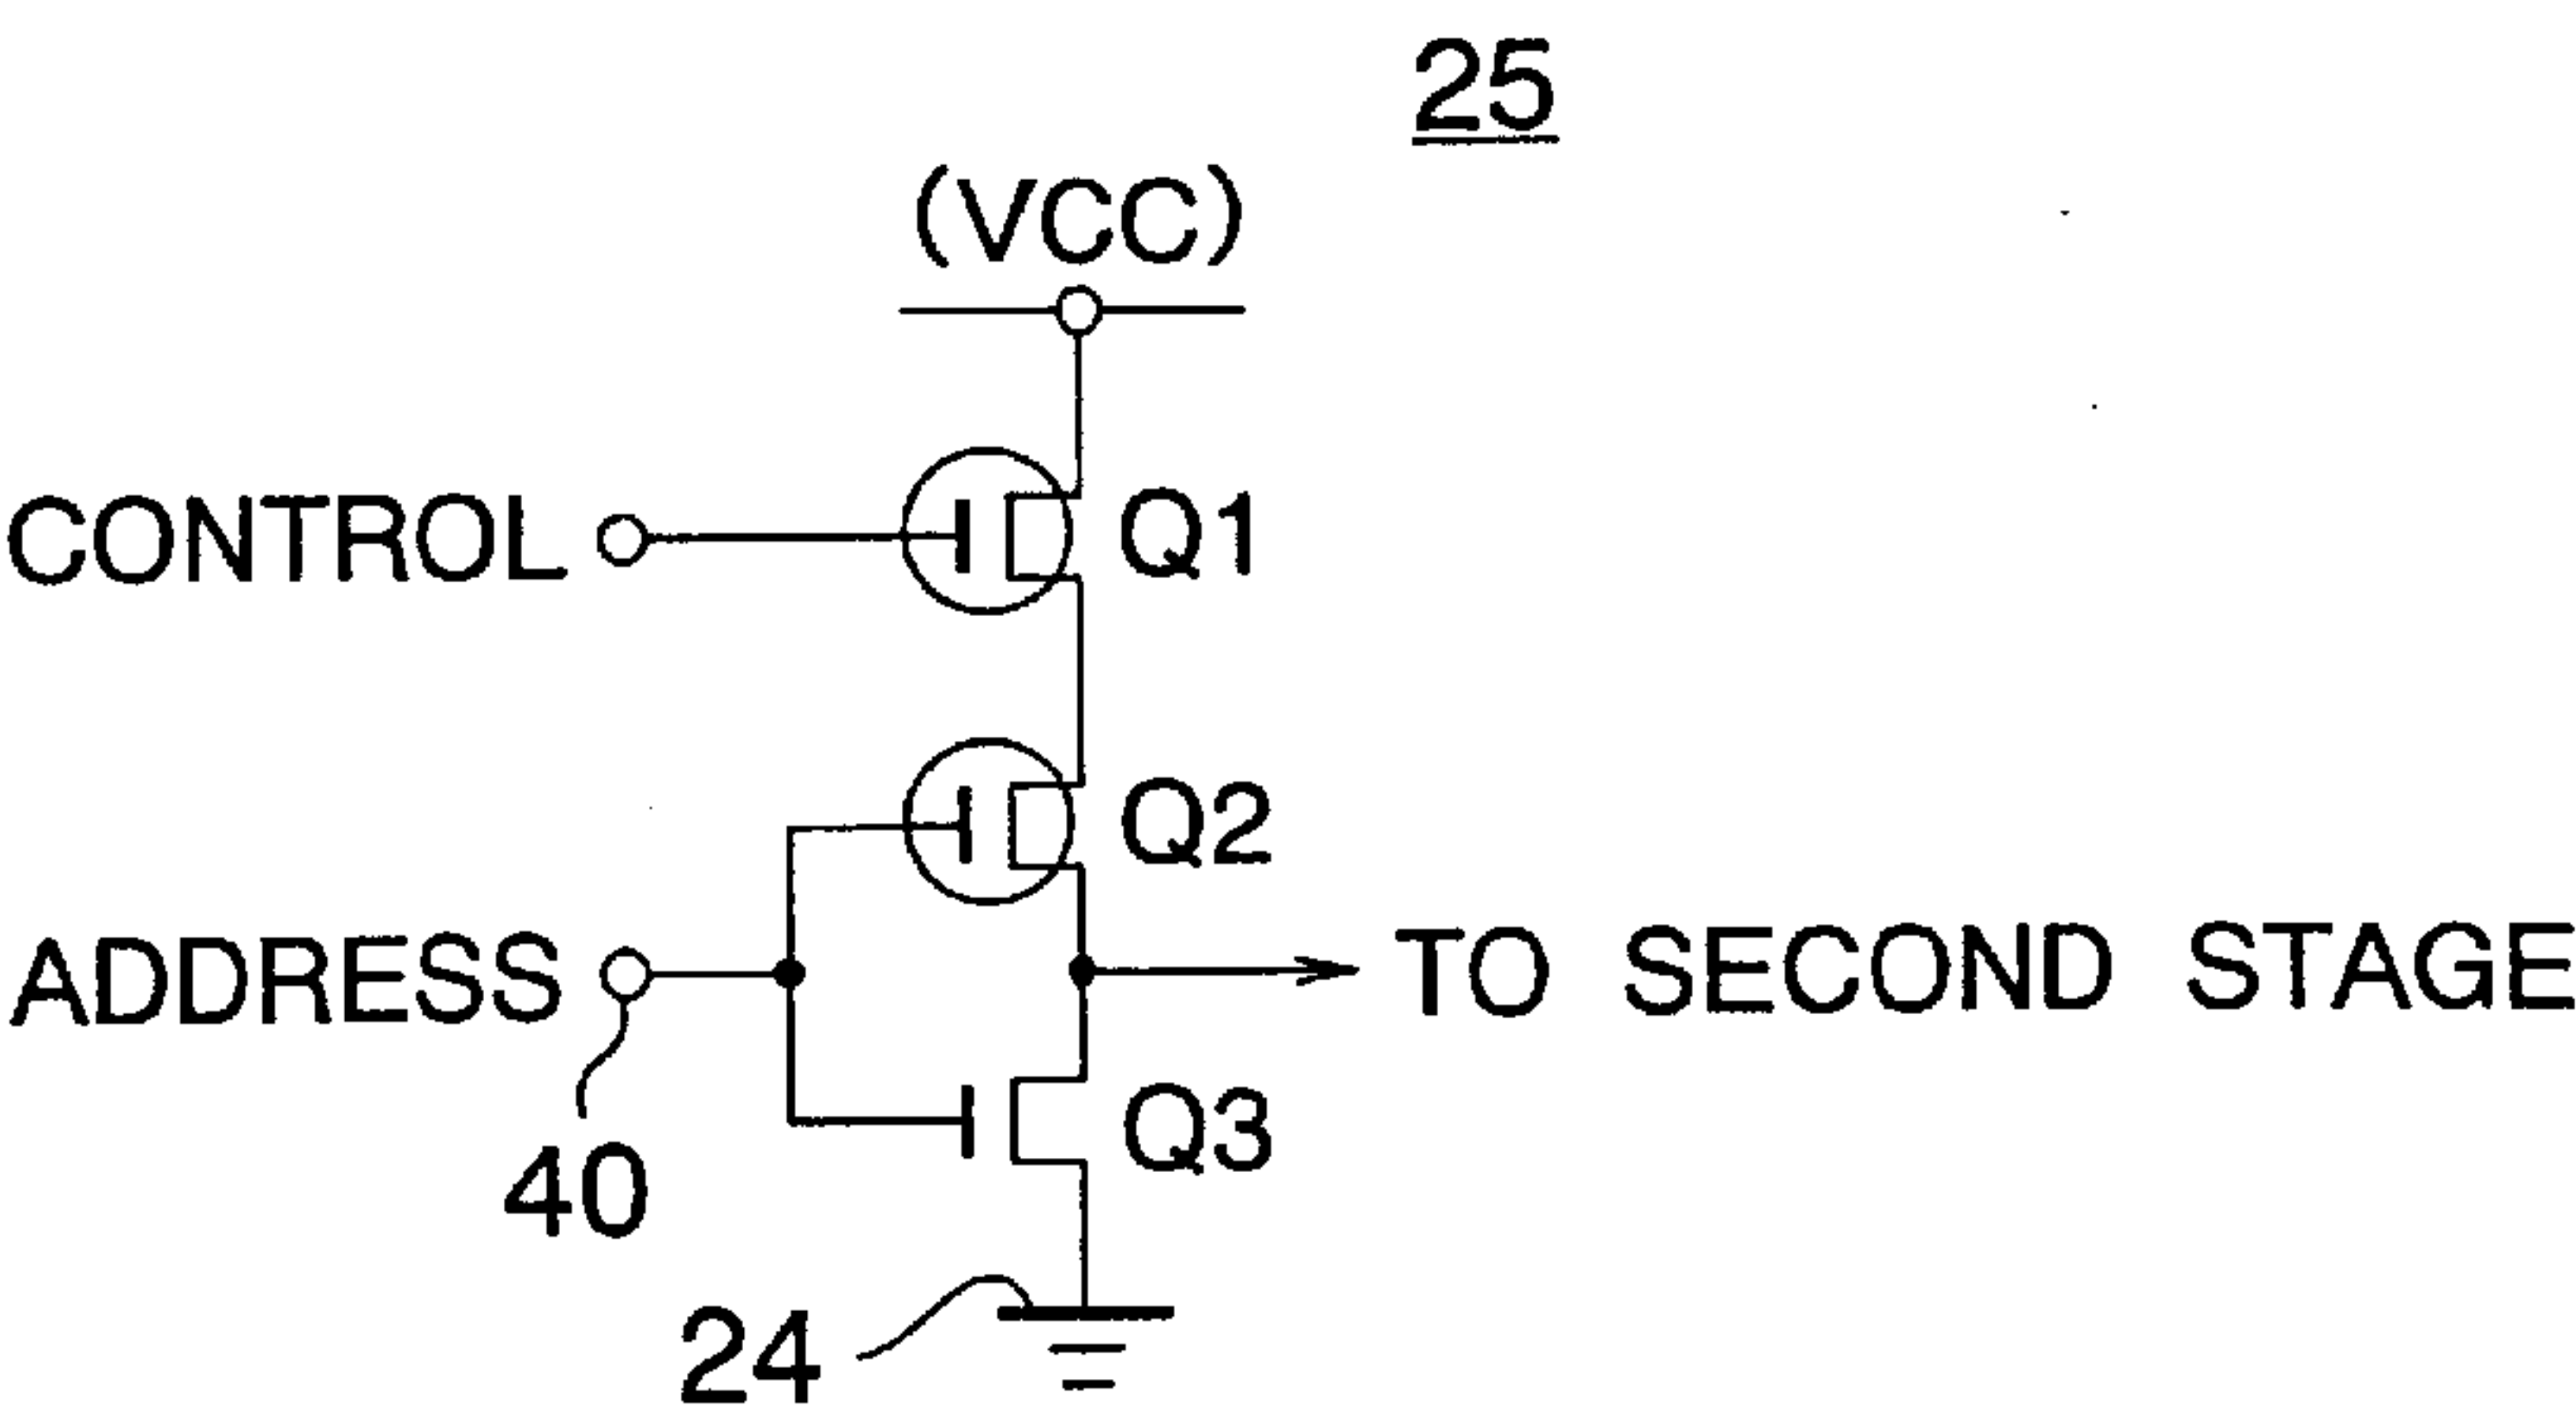 25
(VCC)
CONTROL
Q1
Q2
ADDRESS
TO SECOND STAGE
40
Q3
24